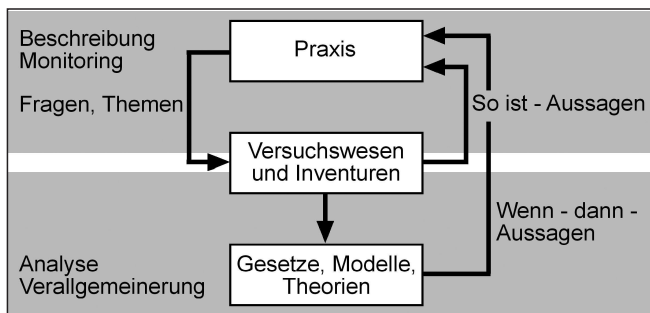 Beschreibung
Monitoring
Praxis
Fragen, Themen
So ist - Aussagen
Versuchswesen
und Inventuren
Wenn - dann -
Aussagen
Analyse
Verallgemeinerung
Gesetze, Modelle,
Theorien